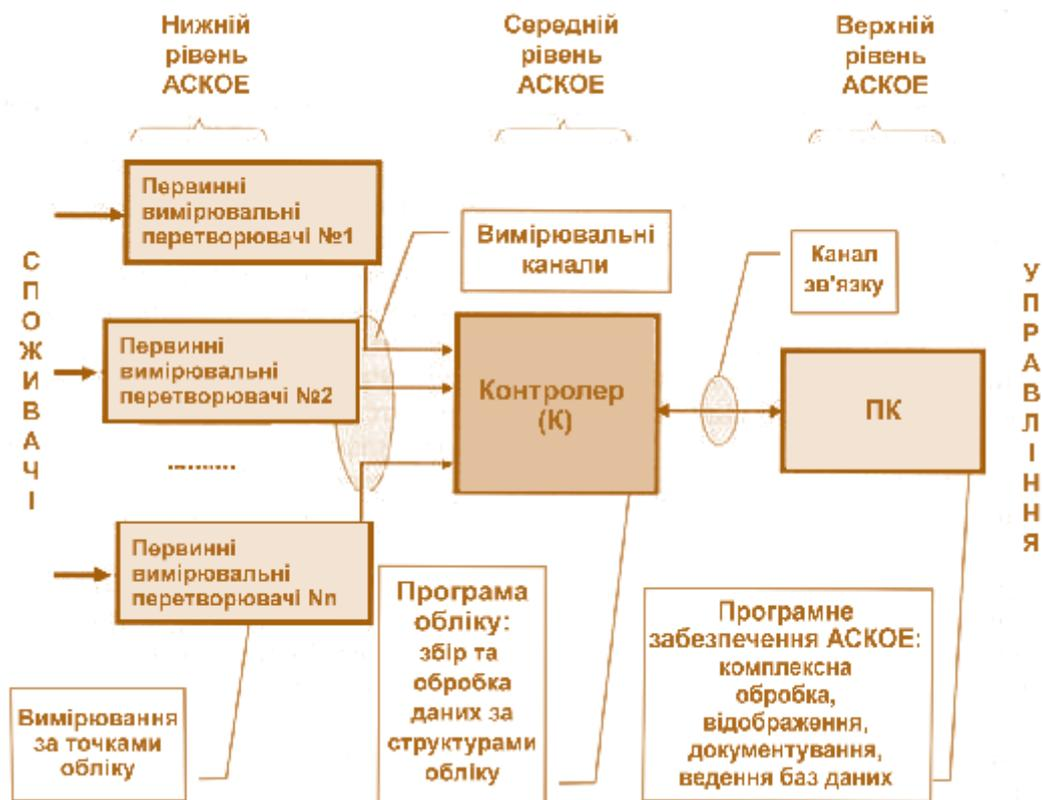 Нижній
рівень
АСКОЕ
Середній
рівень
АСКОЕ
Верхній
рівень
АСКОЕ
СПОЖИВАЧІ
Первинні
вимірювальні
перетворювачі №1
Вимірювальні
канали
Канал
зв'язку
УПРАВЛІННЯ
Первинні
вимірювальні
перетворювачі №2
Контролер
(К)
ПК
..........
Первинні
вимірювальні
перетворювачі Nn
Вимірювання
за точками
обліку
Програма
обліку:
збір та
обробка
даних за
структурами
обліку
Програмне
забезпечення АСКОЕ:
комплексна
обробка,
відображення,
документування,
ведення баз даних